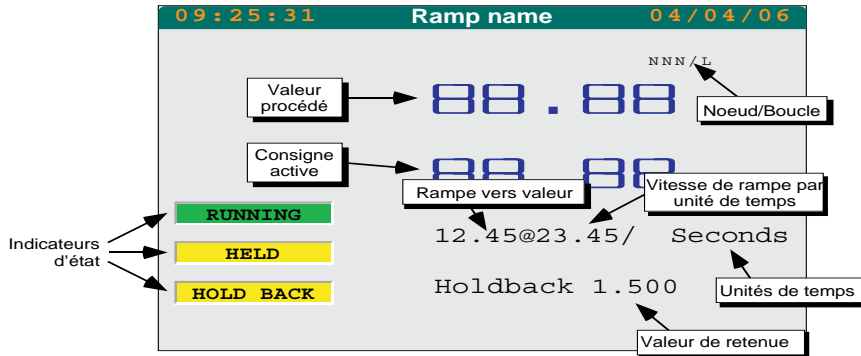 09:25:31 Ramp name 04/04/06
NNN/L
Valeur
procédé
88.88
Noeud/Boucle
Consigne
active
88 88
Rampe vers valeur
Vitesse de rampe par
unité de temps
RUNNING
12.45@23.45/ Seconds
Indicateurs
d'état
HELD
HOLD BACK
Holdback 1.500
Unités de temps
Valeur de retenue